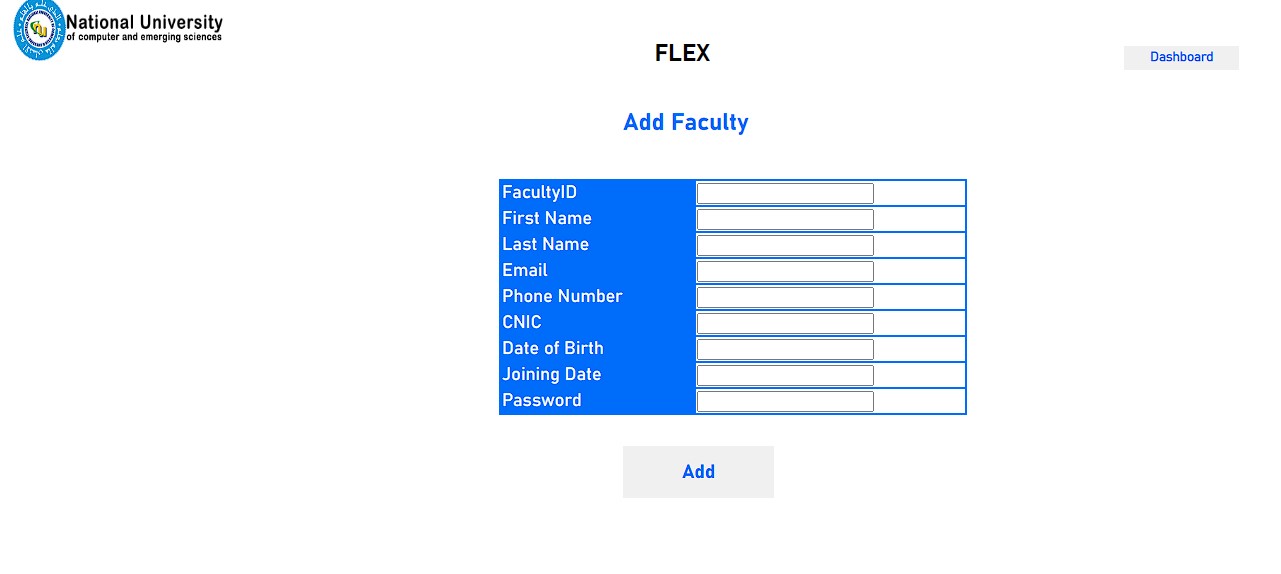 National University
of computer and emerging sciences
FLEX
Dashboard
Add Faculty
FacultyID
First Name
Last Name
Email
Phone Number
CNIC
Date of Birth
Joining Date
Password
Add